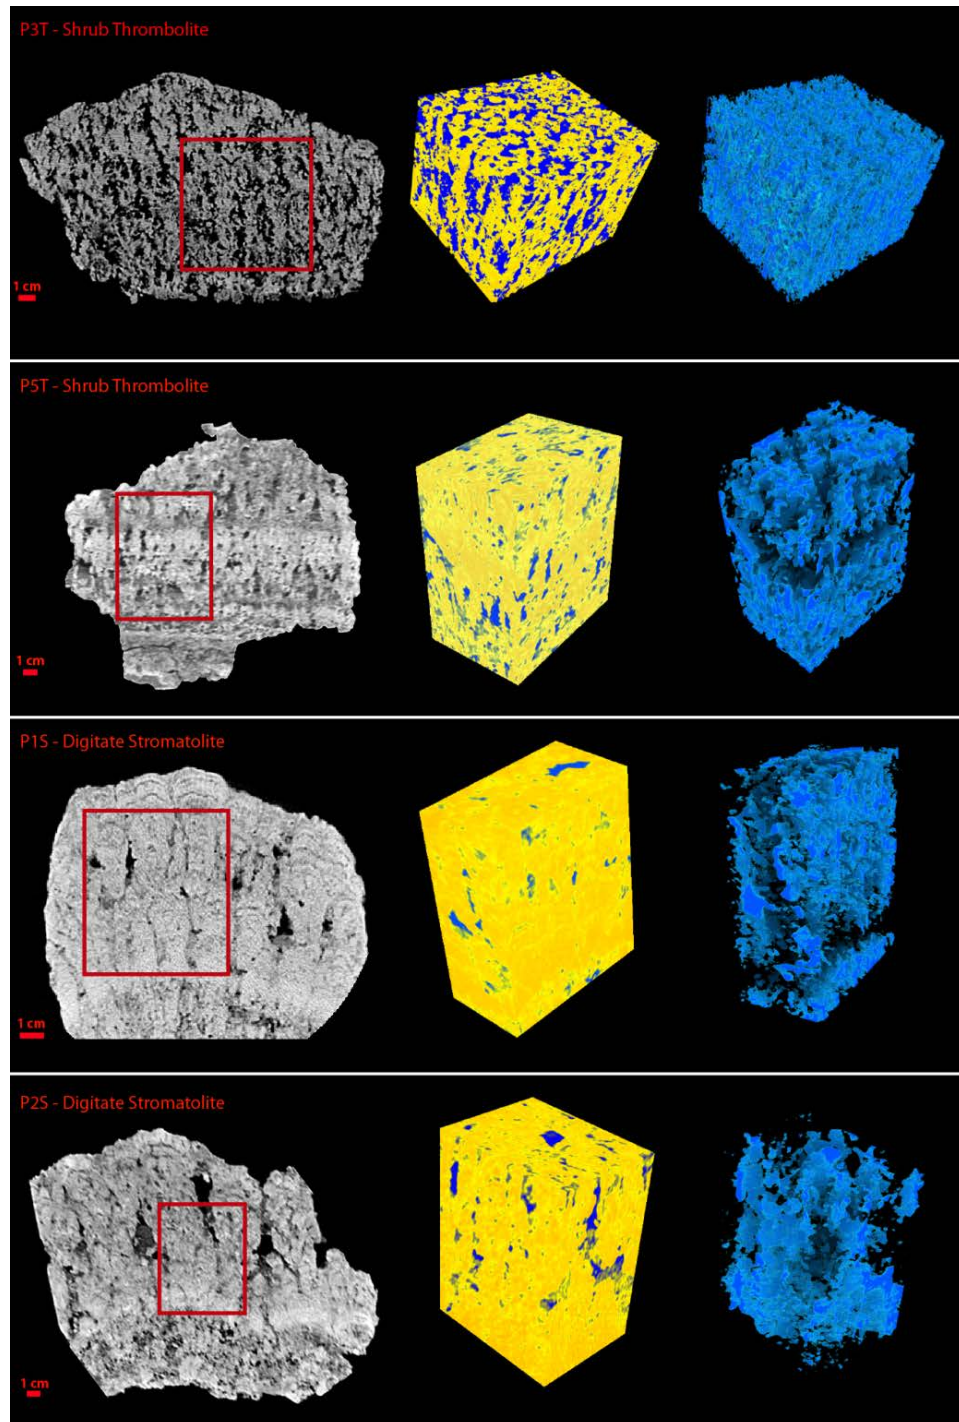 P3T - Shrub Thrombolite
1 cm
P5T - Shrub Thrombolite
1 cm
P1S - Digitate Stromatolite
1 cm
P2S - Digitate Stromatolite
1 cm